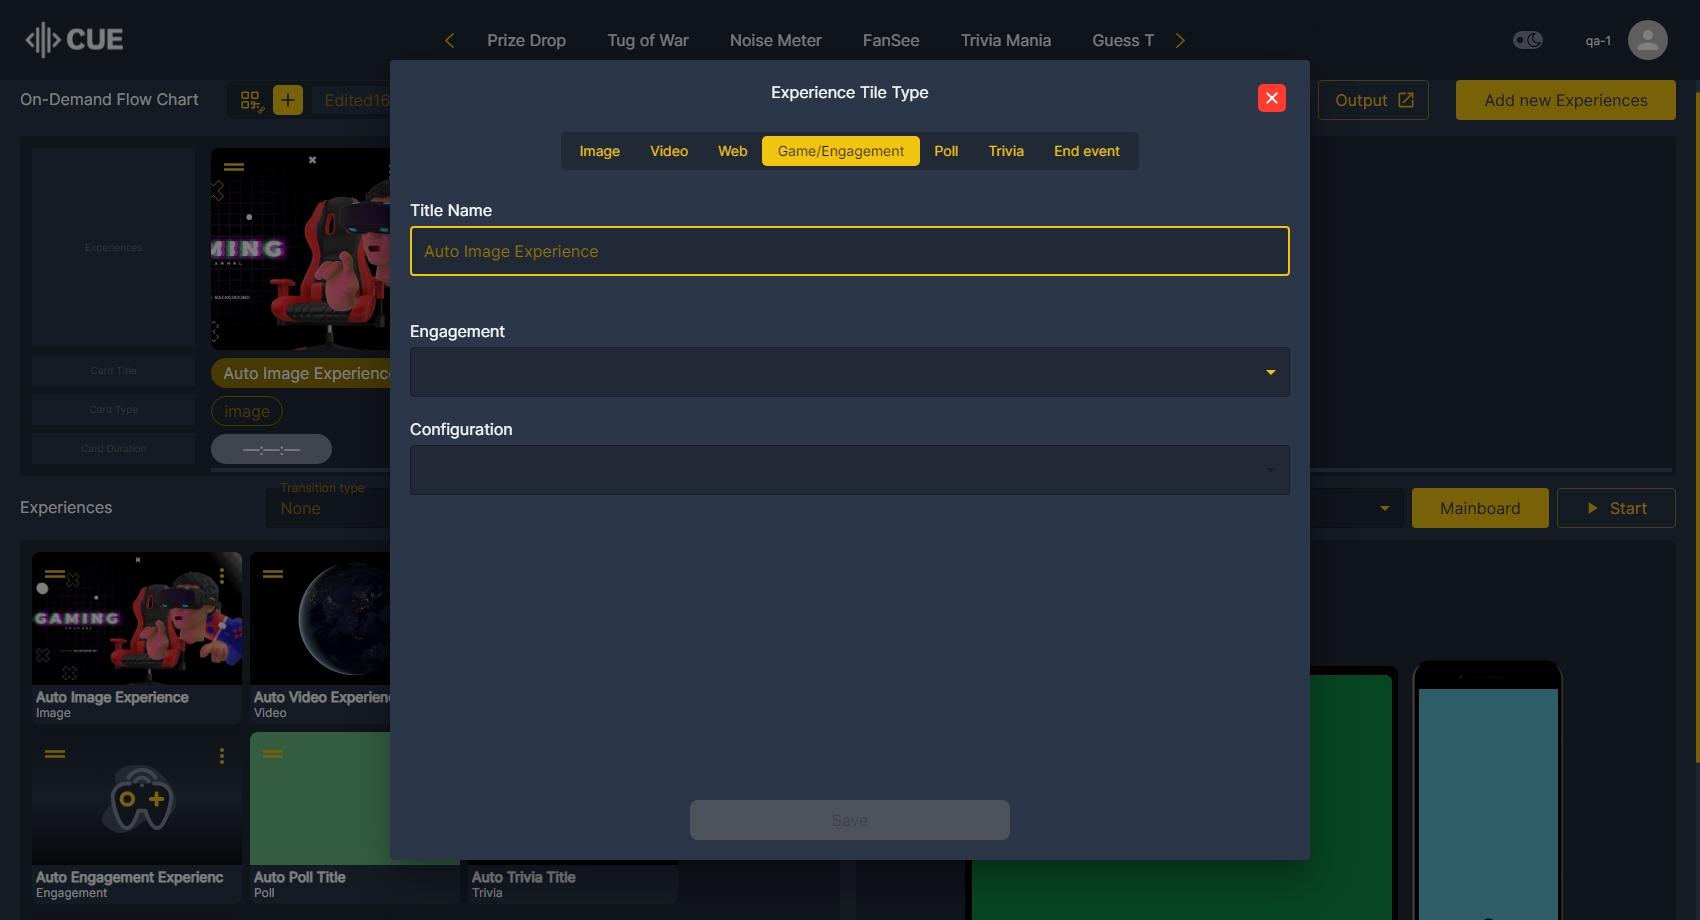 CUE
Prize Drop
Tug of War
Noise Meter
FanSee
Trivia Mania
Guess T
qa-1
On-Demand Flow Chart
Edited16
Output
Add new Experiences
Experience Tile Type
Image
Video
Web
Game/Engagement
Poll
Trivia
End event
Title Name
Auto Image Experience
Engagement
Configuration
Save
Experiences
MING
ANNEL
BACKGROUND
Card Title
Auto Image Experienc
Card Type
image
Card Duration
—:—:—
Experiences
Transition type
None
Mainboard
Start
GAMING
CHANNEL
Auto Image Experience
Image
Auto Video Experien
Video
Auto Engagement Experienc
Engagement
Auto Poll Title
Poll
Auto Trivia Title
Trivia